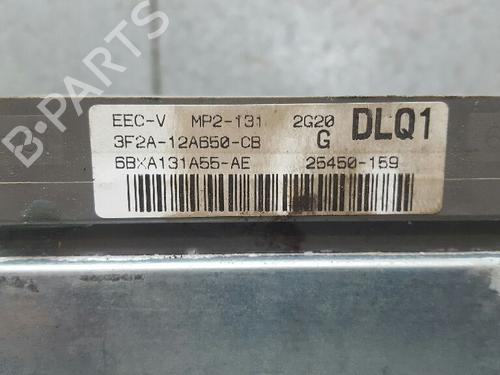 EEC-V MP2-131 2G20 DLQ1
3F2A-12A650-CB G
6BXA131A55-AE 25450-159
B-PARTS